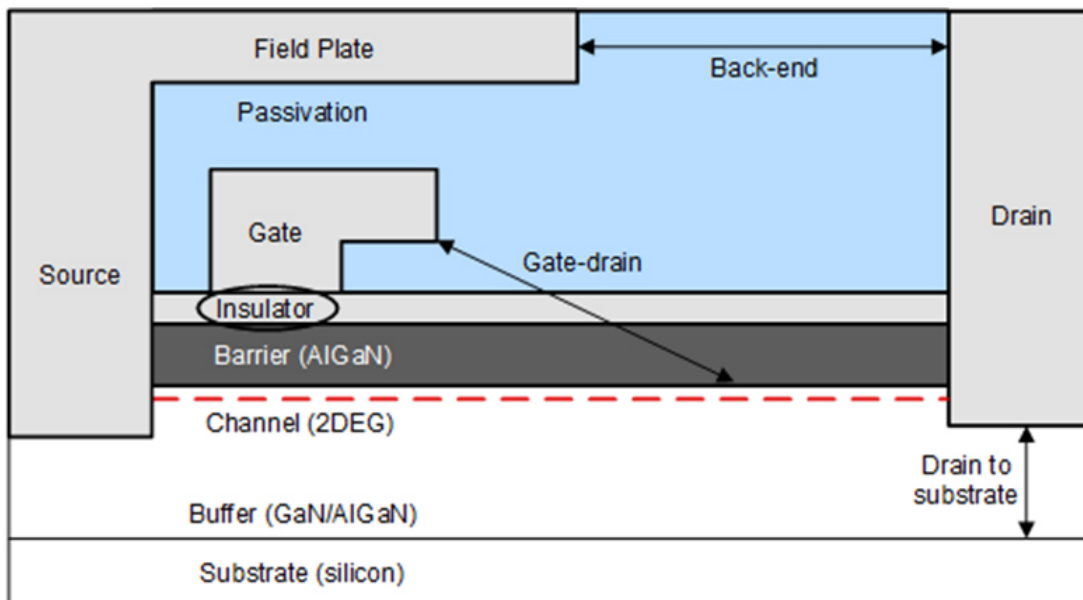 Field Plate
Back-end
Passivation
Gate
Drain
Source
Gate-drain
Insulator
Barrier (AlGaN)
Channel (2DEG)
Drain to
substrate
Buffer (GaN/AlGaN)
Substrate (silicon)